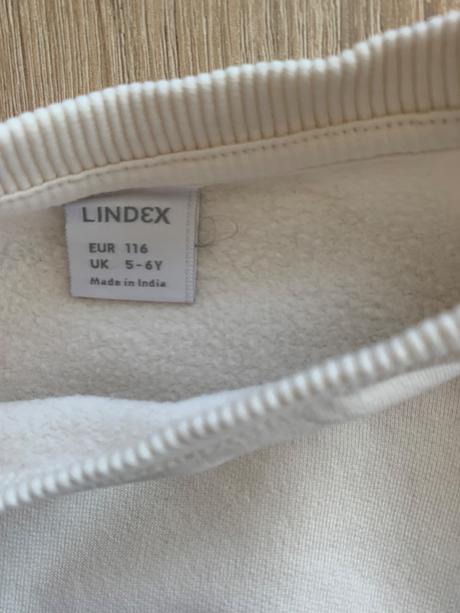 LINDEX
EUR 116
UK 5-6Y
Made in India